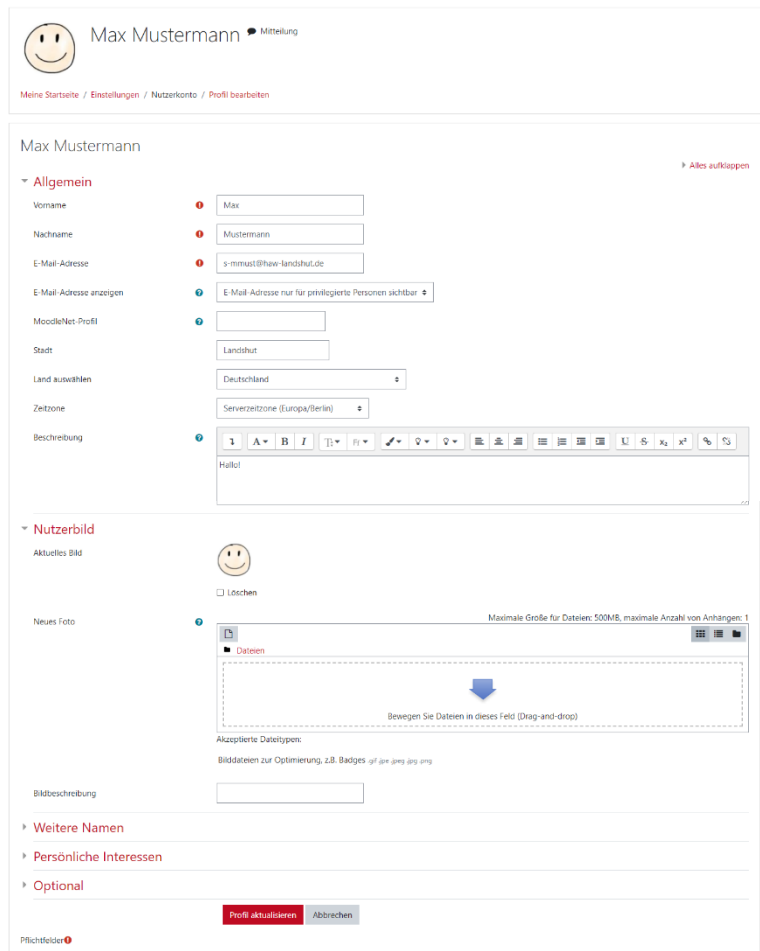 Max Mustermann Mitteilung
Meine Startseite / Einstellungen / Nutzerkonto / Profil bearbeiten
Max Mustermann
Alles aufklappen
Allgemein
Vorname Max
Nachname Mustermann
E-Mail-Adresse s-mmust@haw-landshut.de
E-Mail-Adresse anzeigen E-Mail-Adresse nur für privilegierte Personen sichtbar
MoodleNet-Profil
Stadt Landshut
Land auswählen Deutschland
Zeitzone Serverzeitzone (Europa/Berlin)
Beschreibung
A B I U S x₂ x²
Hallo!
Nutzerbild
Aktuelles Bild
Löschen
Maximale Größe für Dateien: 500MB, maximale Anzahl von Anhängen: 1
Neues Foto
Dateien
Bewegen Sie Dateien in dieses Feld (Drag-and-drop)
Akzeptierte Dateitypen:
Bilddateien zur Optimierung, z.B. Badges .gif .jpe .jpeg .jpg .png
Bildbeschreibung
Weitere Namen
Persönliche Interessen
Optional
Profil aktualisieren Abbrechen
Pflichtfelder